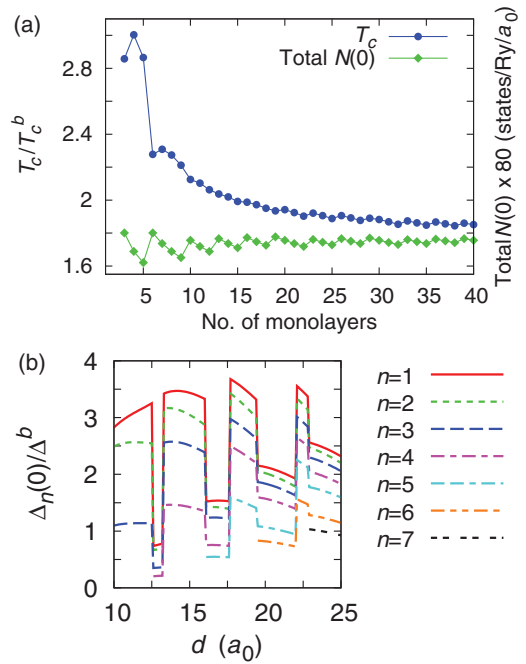 (a)
T_c
Total N(0)
2.8
2.4
2
1.6
T_c/T_c^b
Total N(0) x 80 (states/Ry/a_0)
5 10 15 20 25 30 35 40
No. of monolayers
(b)
4
3
2
1
0
Δ_n(0)/Δ^b
10 15 20 25
d (a_0)
n=1
n=2
n=3
n=4
n=5
n=6
n=7